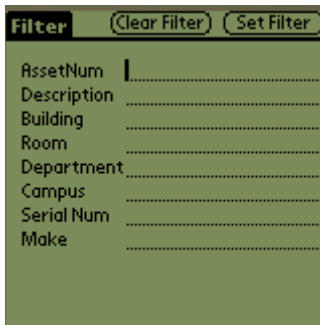 Filter Clear Filter Set Filter
AssetNum
Description
Building
Room
Department
Campus
Serial Num
Make